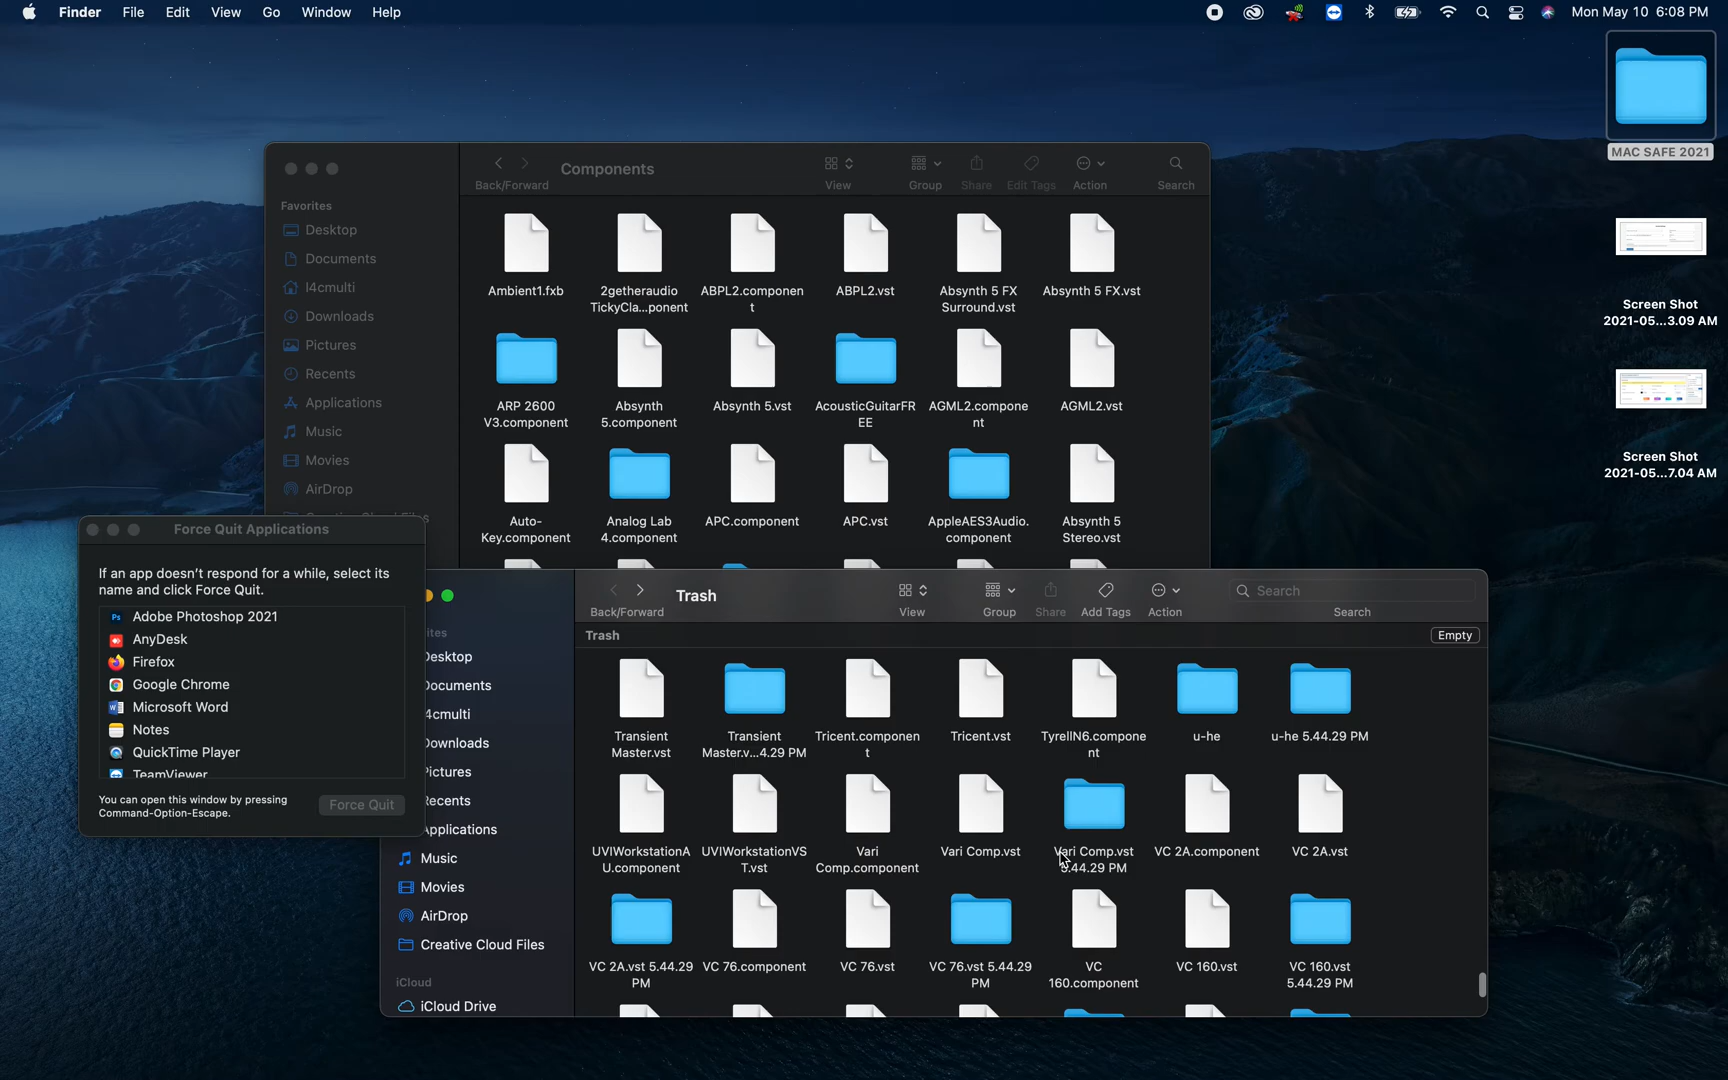 Finder File Edit View Go Window Help
Mon May 10 6:08 PM
MAC SAFE 2021
Screen Shot
2021-05...3.09 AM
Screen Shot
2021-05...7.04 AM
Components
Back/Forward View Group Share Edit Tags Action Search
Favorites
Desktop
Documents
l4cmulti
Downloads
Pictures
Recents
Applications
Music
Movies
AirDrop
Creative Cloud Files
Ambient1.fxb
2getheraudio
TickyCla...ponent
ABPL2.componen
t
ABPL2.vst
Absynth 5 FX
Surround.vst
Absynth 5 FX.vst
ARP 2600
V3.component
Absynth
5.component
Absynth 5.vst
AcousticGuitarFR
EE
AGML2.compone
nt
AGML2.vst
Auto-
Key.component
Analog Lab
4.component
APC.component
APC.vst
AppleAES3Audio.
component
Absynth 5
Stereo.vst
Force Quit Applications
If an app doesn't respond for a while, select its
name and click Force Quit.
Adobe Photoshop 2021
AnyDesk
Firefox
Google Chrome
Microsoft Word
Notes
QuickTime Player
TeamViewer
You can open this window by pressing
Command-Option-Escape.
Force Quit
Trash
Back/Forward View Group Share Add Tags Action Search
Search
Trash
Empty
ites
Desktop
Documents
4cmulti
Downloads
Pictures
Recents
Applications
Music
Movies
AirDrop
Creative Cloud Files
iCloud
iCloud Drive
Transient
Master.vst
Transient
Master.v...4.29 PM
Tricent.componen
t
Tricent.vst
TyrellN6.compone
nt
u-he
u-he 5.44.29 PM
UVIWorkstationA
U.component
UVIWorkstationVS
T.vst
Vari
Comp.component
Vari Comp.vst
Vari Comp.vst
5.44.29 PM
VC 2A.component
VC 2A.vst
VC 2A.vst 5.44.29
PM
VC 76.component
VC 76.vst
VC 76.vst 5.44.29
PM
VC
160.component
VC 160.vst
VC 160.vst
5.44.29 PM